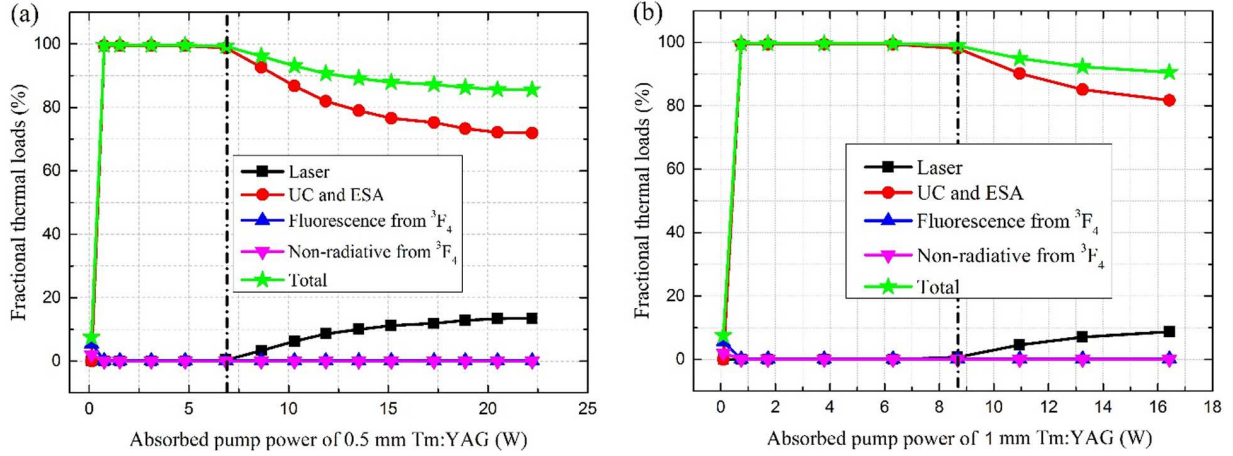 (a)
Fractional thermal loads (%)
100
80
60
40
20
0
Laser
UC and ESA
Fluorescence from ³F₄
Non-radiative from ³F₄
Total
0 5 10 15 20 25
Absorbed pump power of 0.5 mm Tm:YAG (W)
(b)
Fractional thermal loads (%)
100
80
60
40
20
0
Laser
UC and ESA
Fluorescence from ³F₄
Non-radiative from ³F₄
Total
0 2 4 6 8 10 12 14 16 18
Absorbed pump power of 1 mm Tm:YAG (W)